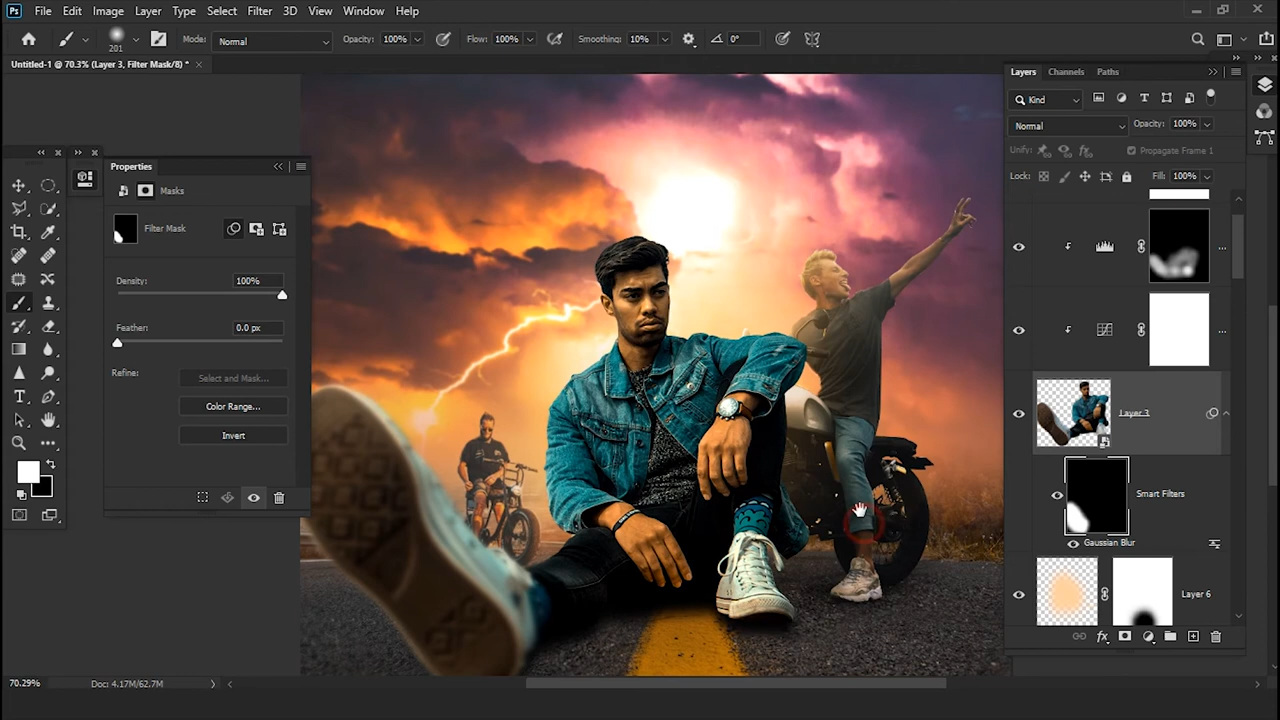 Ps File Edit Image Layer Type Select Filter 3D View Window Help
201 Mode: Normal Opacity: 100% Flow: 100% Smoothing: 10% 0°
Untitled-1 @ 70.3% (Layer 3, Filter Mask/8) *
Properties
Masks
Filter Mask
Density: 100%
Feather: 0.0 px
Refine: Select and Mask...
Color Range...
Invert
Layers Channels Paths
Kind
Normal Opacity: 100%
Unify: Propagate Frame 1
Lock: Fill: 100%
Layer 3
Smart Filters
Gaussian Blur
Layer 6
70.29% Doc: 4.17M/62.7M